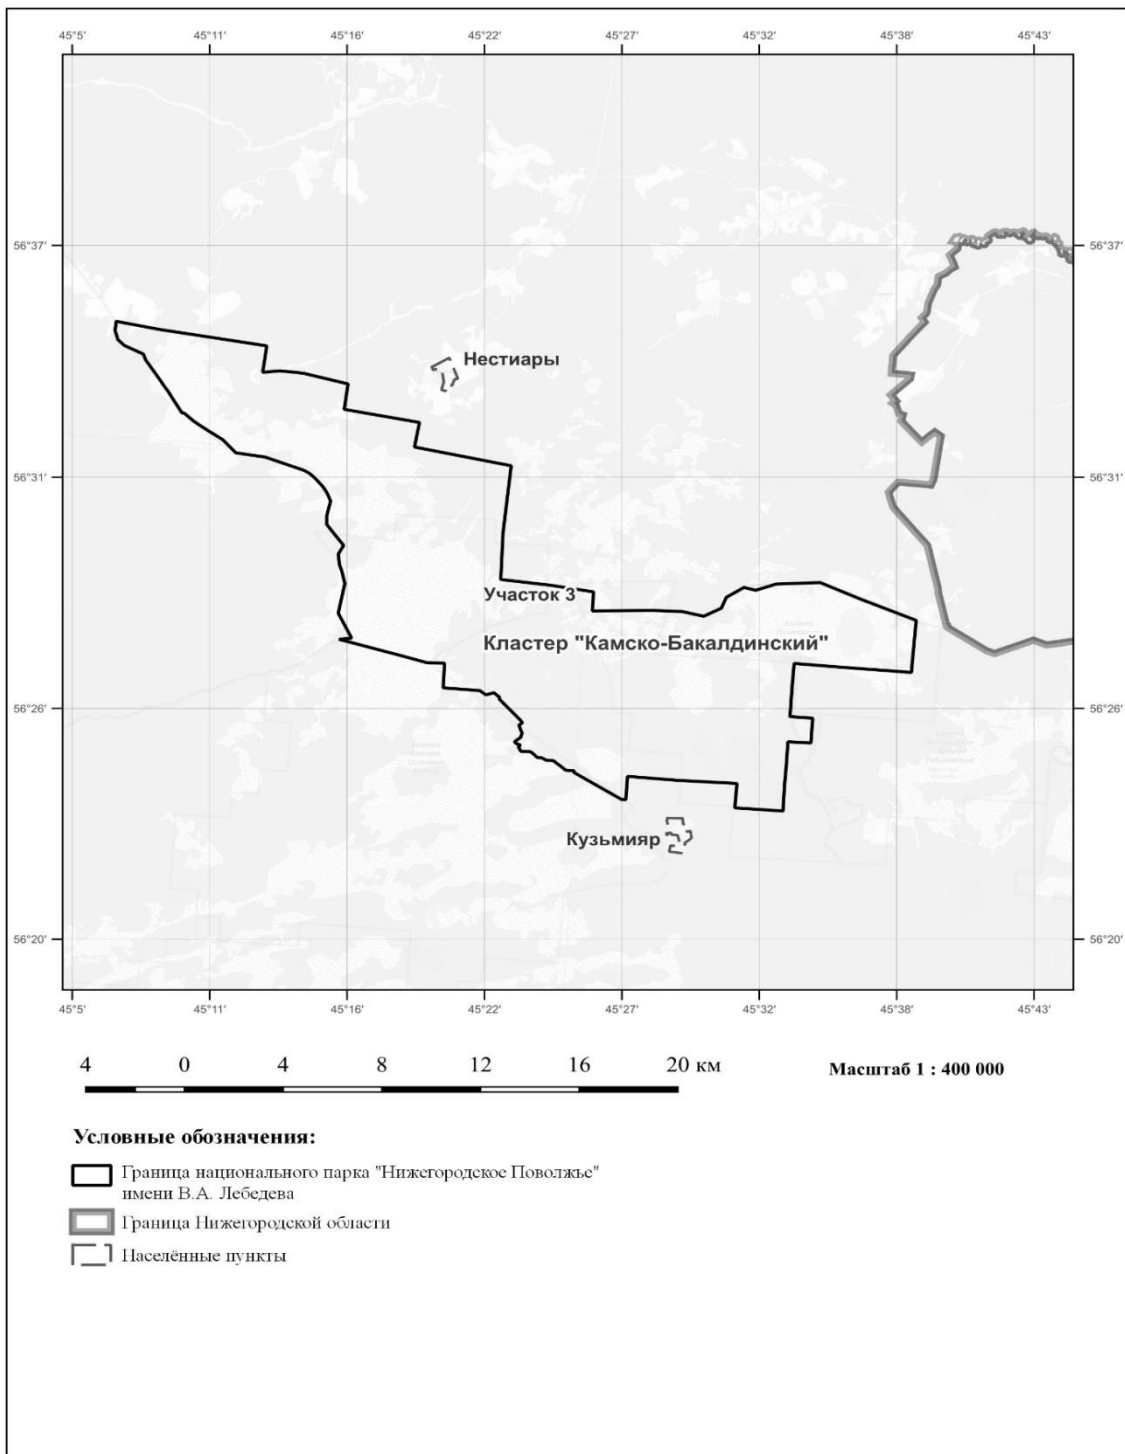 45°5′ 45°11′ 45°16′ 45°22′ 45°27′ 45°32′ 45°38′ 45°43′
56°37′ 56°37′
Нестиары
56°31′ 56°31′
Участок 3
Кластер "Камско-Бакалдинский"
56°26′ 56°26′
Кузьмияр
56°20′ 56°20′
45°5′ 45°11′ 45°16′ 45°22′ 45°27′ 45°32′ 45°38′ 45°43′
4 0 4 8 12 16 20 км
Масштаб 1 : 400 000
Условные обозначения:
Граница национального парка "Нижегородское Поволжье"
имени В.А. Лебедева
Граница Нижегородской области
Населённые пункты